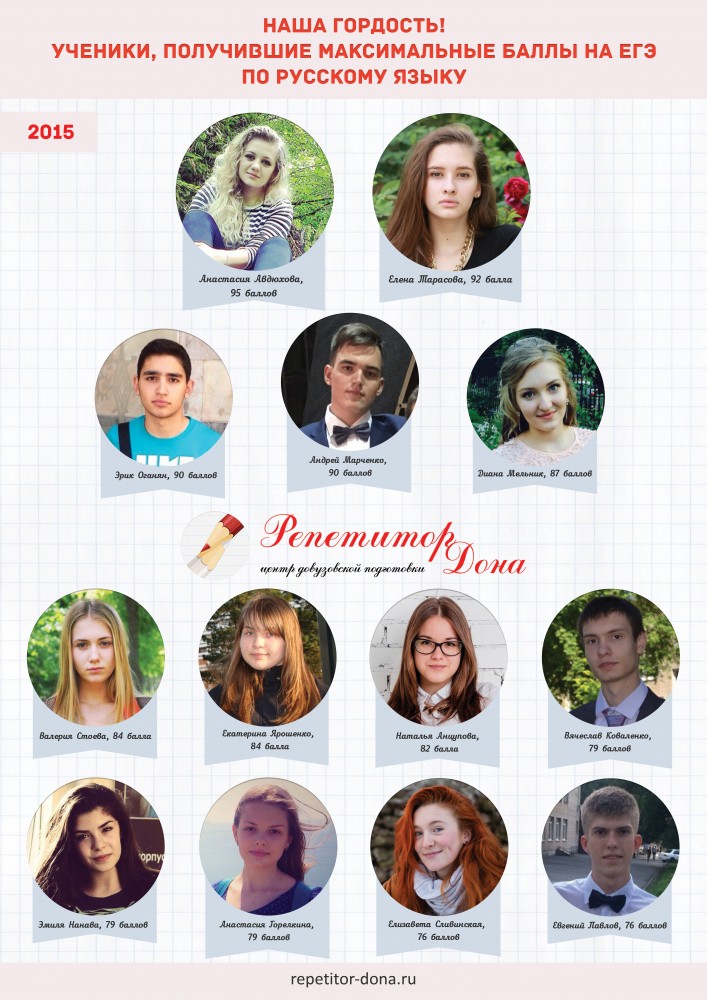 НАША ГОРДОСТЬ!
УЧЕНИКИ, ПОЛУЧИВШИЕ МАКСИМАЛЬНЫЕ БАЛЛЫ НА ЕГЭ
ПО РУССКОМУ ЯЗЫКУ
2015
Анастасия Авдюхова,
95 баллов
Елена Тарасова, 92 балла
Эрик Оганян, 90 баллов
Андрей Марченко,
90 баллов
Диана Мельник, 87 баллов
Репетитор
Дона
центр довузовской подготовки
Валерия Стоева, 84 балла
Екатерина Ярошенко,
84 балла
Наталья Анцупова,
82 балла
Вячеслав Коваленко,
79 баллов
Эмиля Нанава, 79 баллов
Анастасия Горелкина,
79 баллов
Елизавета Сливинская,
76 баллов
Евгений Павлов, 76 баллов
repetitor-dona.ru